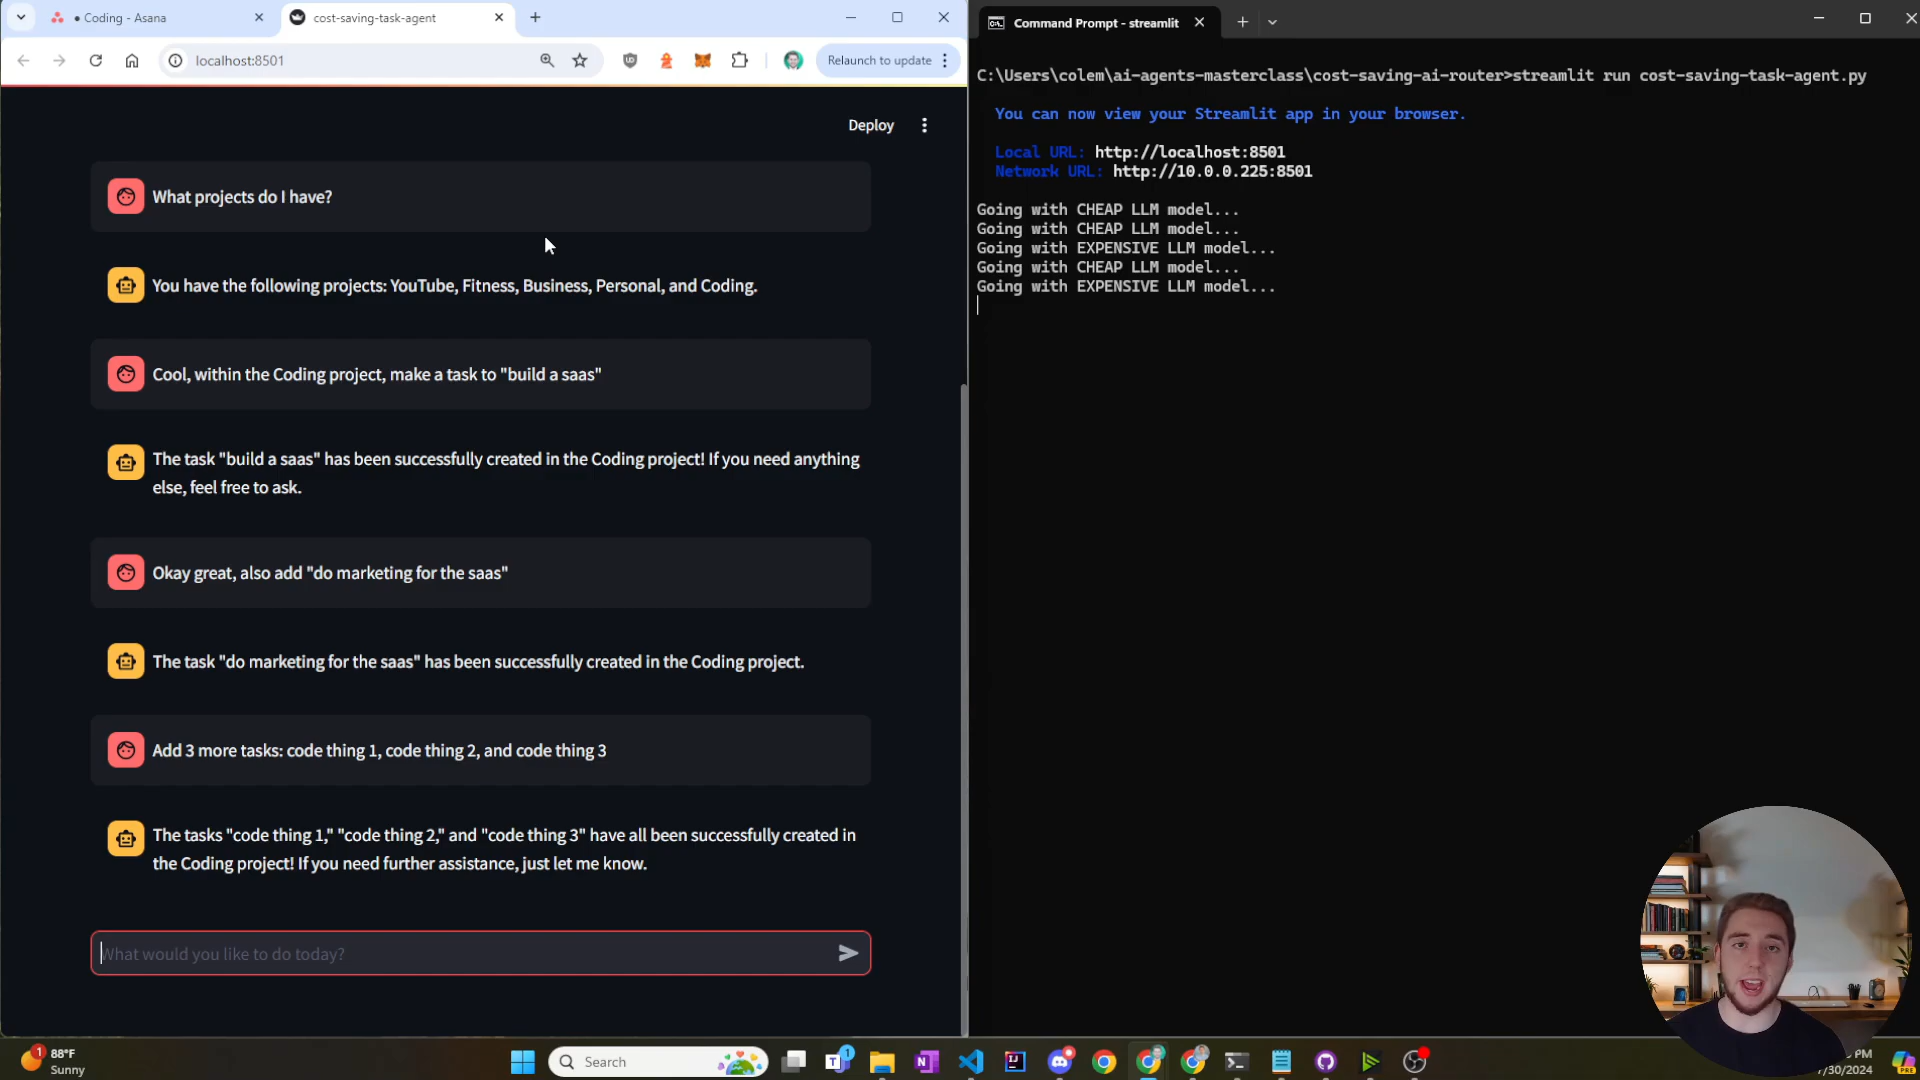 • Coding - Asana
cost-saving-task-agent
localhost:8501
Relaunch to update
Deploy
What projects do I have?
You have the following projects: YouTube, Fitness, Business, Personal, and Coding.
Cool, within the Coding project, make a task to "build a saas"
The task "build a saas" has been successfully created in the Coding project! If you need anything
else, feel free to ask.
Okay great, also add "do marketing for the saas"
The task "do marketing for the saas" has been successfully created in the Coding project.
Add 3 more tasks: code thing 1, code thing 2, and code thing 3
The tasks "code thing 1," "code thing 2," and "code thing 3" have all been successfully created in
the Coding project! If you need further assistance, just let me know.
What would you like to do today?
Command Prompt - streamlit
C:\Users\colem\ai-agents-masterclass\cost-saving-ai-router>streamlit run cost-saving-task-agent.py
You can now view your Streamlit app in your browser.
Local URL: http://localhost:8501
Network URL: http://10.0.0.225:8501
Going with CHEAP LLM model...
Going with CHEAP LLM model...
Going with EXPENSIVE LLM model...
Going with CHEAP LLM model...
Going with EXPENSIVE LLM model...
1
88°F
Sunny
Search
1
PM
7/30/2024
PRE